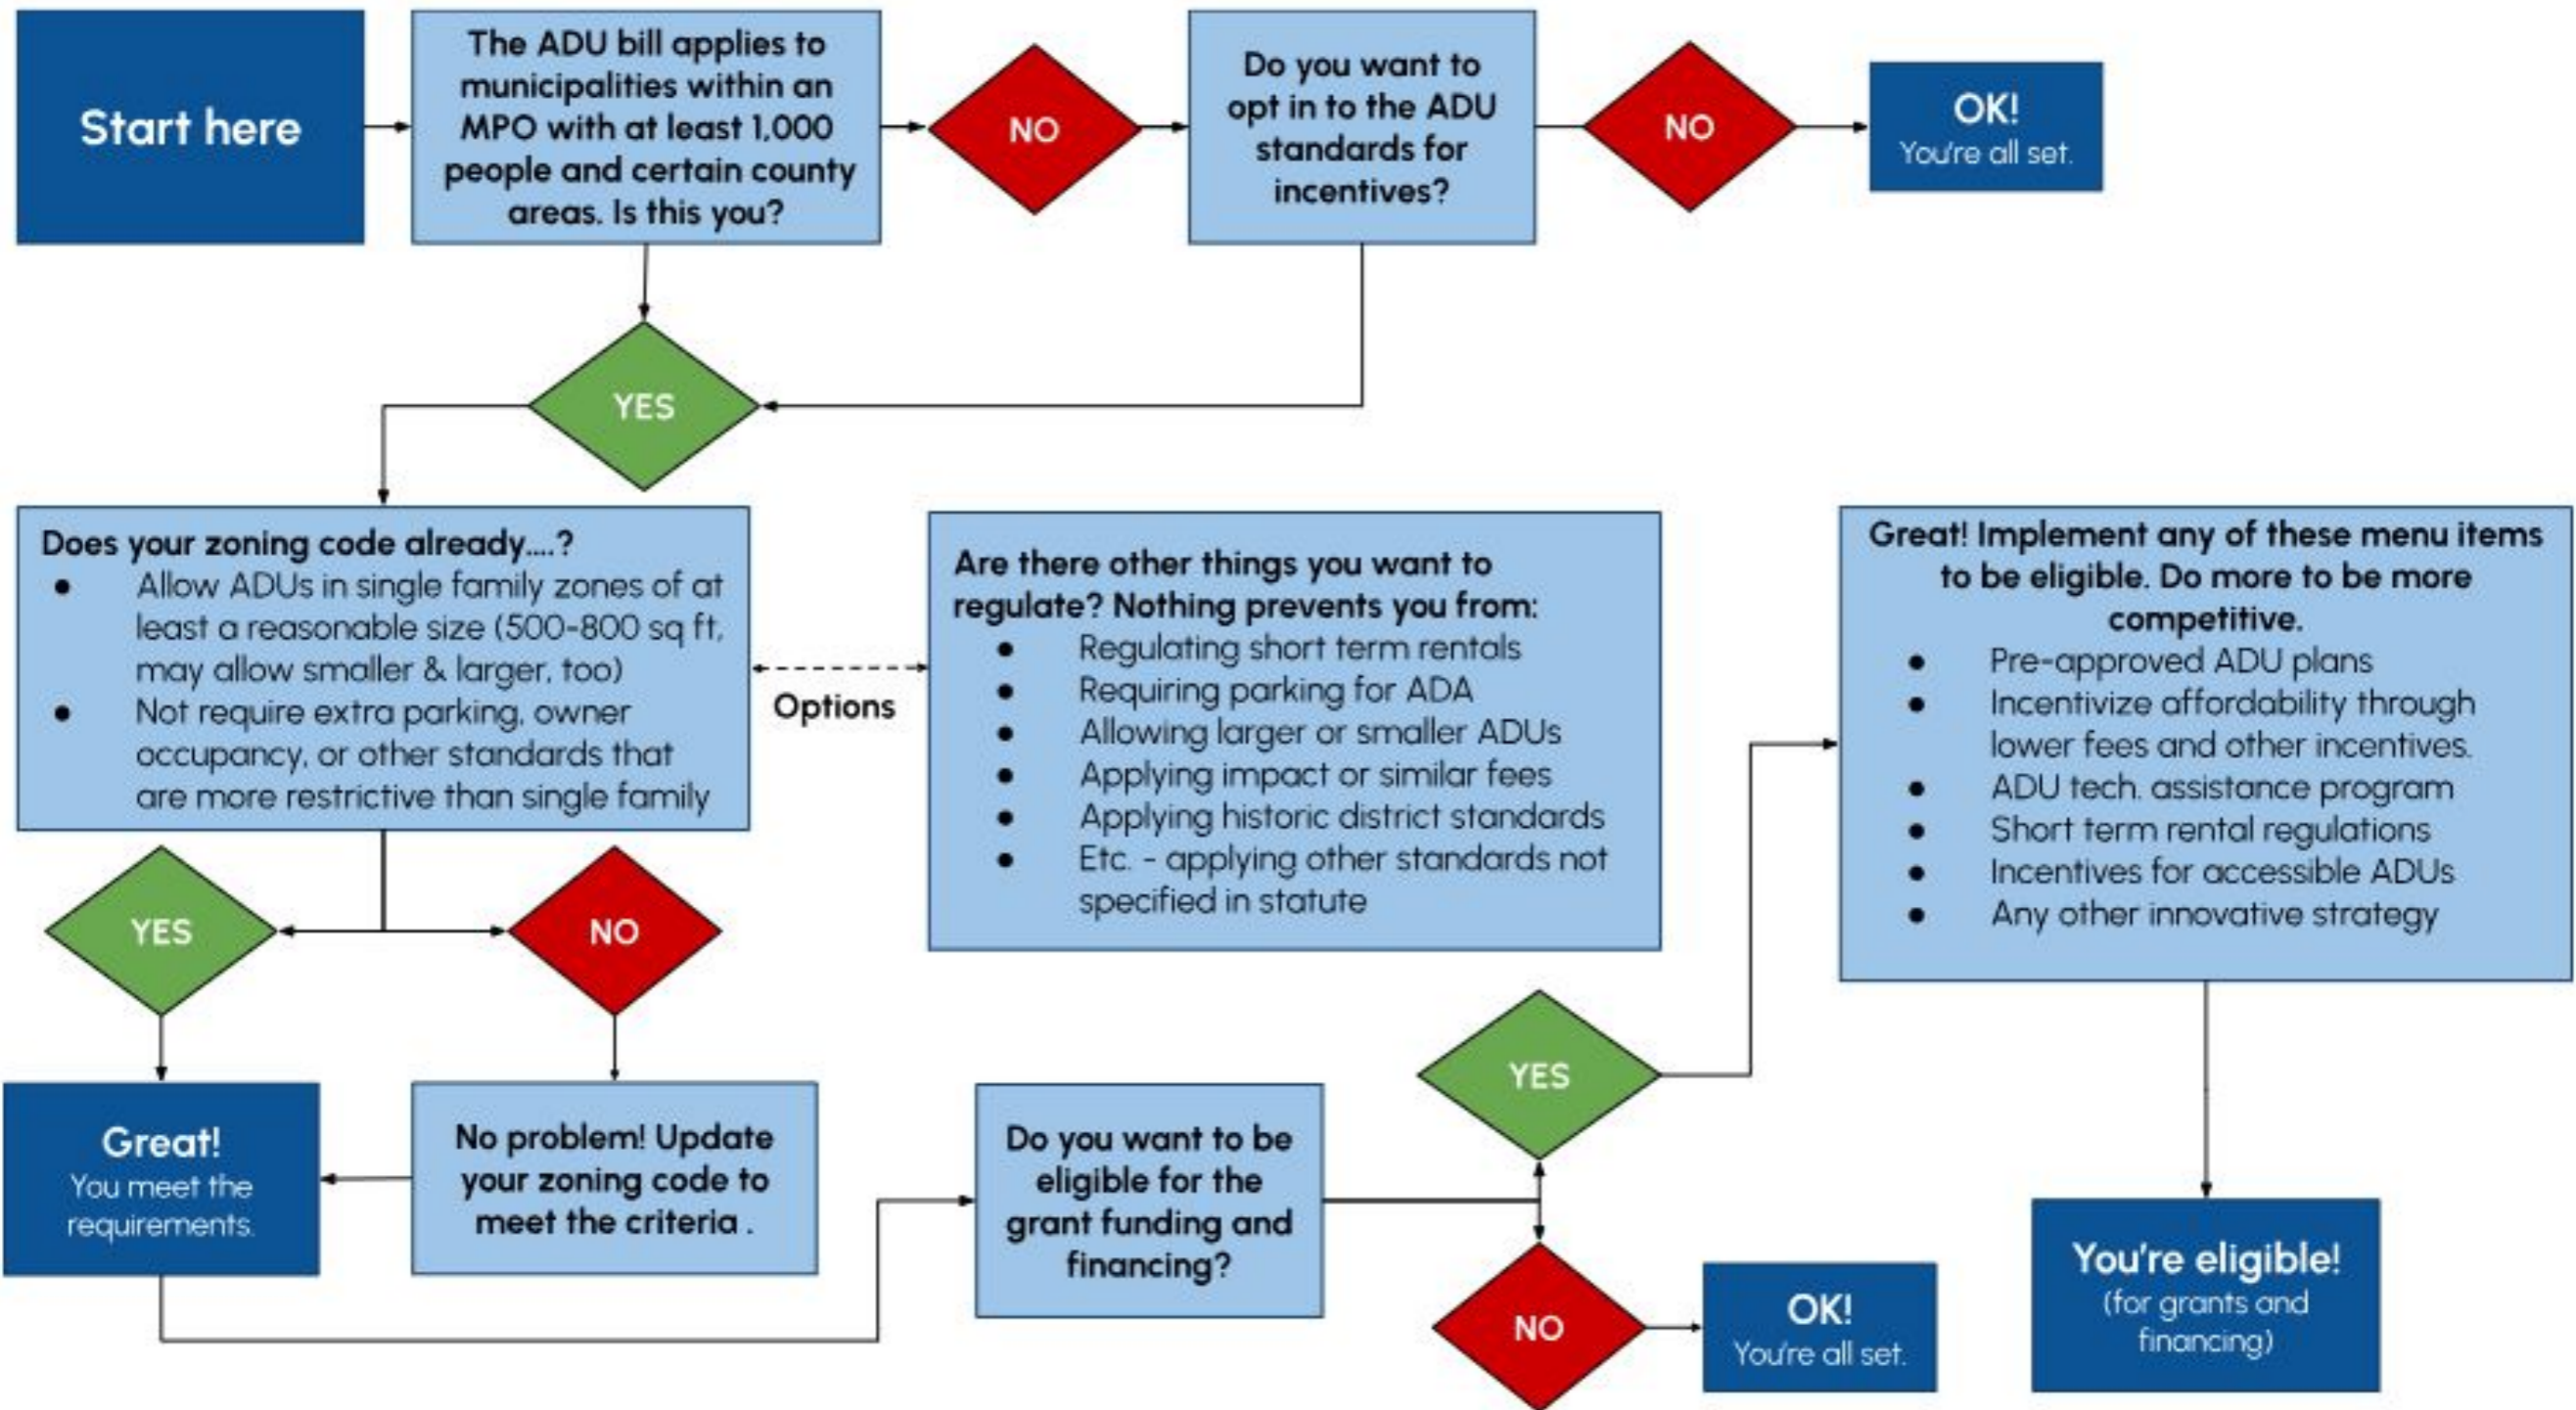 Start here
The ADU bill applies to
municipalities within an
MPO with at least 1,000
people and certain county
areas. Is this you?
NO
Do you want to
opt in to the ADU
standards for
incentives?
NO
OK!
You're all set.
YES
Does your zoning code already....?
● Allow ADUs in single family zones of at
least a reasonable size (500-800 sq ft,
may allow smaller & larger, too)
● Not require extra parking, owner
occupancy, or other standards that
are more restrictive than single family
Options
Are there other things you want to
regulate? Nothing prevents you from:
● Regulating short term rentals
● Requiring parking for ADA
● Allowing larger or smaller ADUs
● Applying impact or similar fees
● Applying historic district standards
● Etc. - applying other standards not
specified in statute
Great! Implement any of these menu items
to be eligible. Do more to be more
competitive.
● Pre-approved ADU plans
● Incentivize affordability through
lower fees and other incentives.
● ADU tech. assistance program
● Short term rental regulations
● Incentives for accessible ADUs
● Any other innovative strategy
YES
NO
Great!
You meet the
requirements.
No problem! Update
your zoning code to
meet the criteria .
Do you want to be
eligible for the
grant funding and
financing?
YES
NO
OK!
You're all set.
You're eligible!
(for grants and
financing)